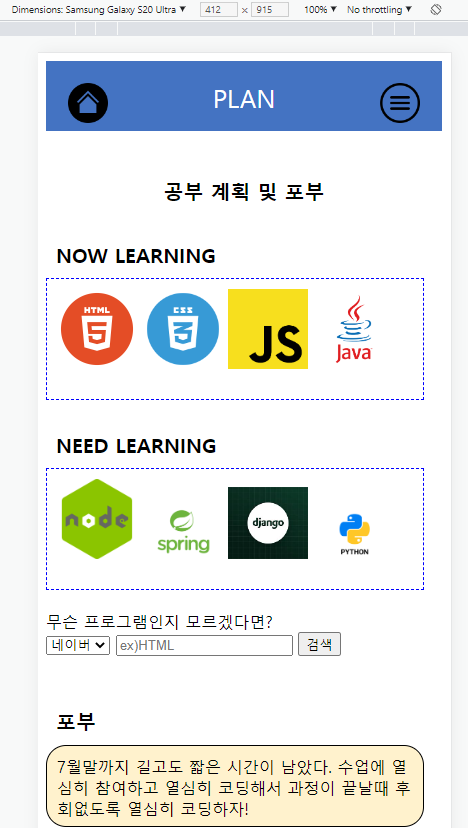 Dimensions: Samsung Galaxy S20 Ultra ▼ 412 × 915 100% ▼ No throttling ▼
PLAN
공부 계획 및 포부
NOW LEARNING
HTML 5 CSS 3 JS Java
NEED LEARNING
node spring django PYTHON
무슨 프로그램인지 모르겠다면?
네이버 ex)HTML 검색
포부
7월말까지 길고도 짧은 시간이 남았다. 수업에 열
심히 참여하고 열심히 코딩해서 과정이 끝날때 후
회없도록 열심히 코딩하자!